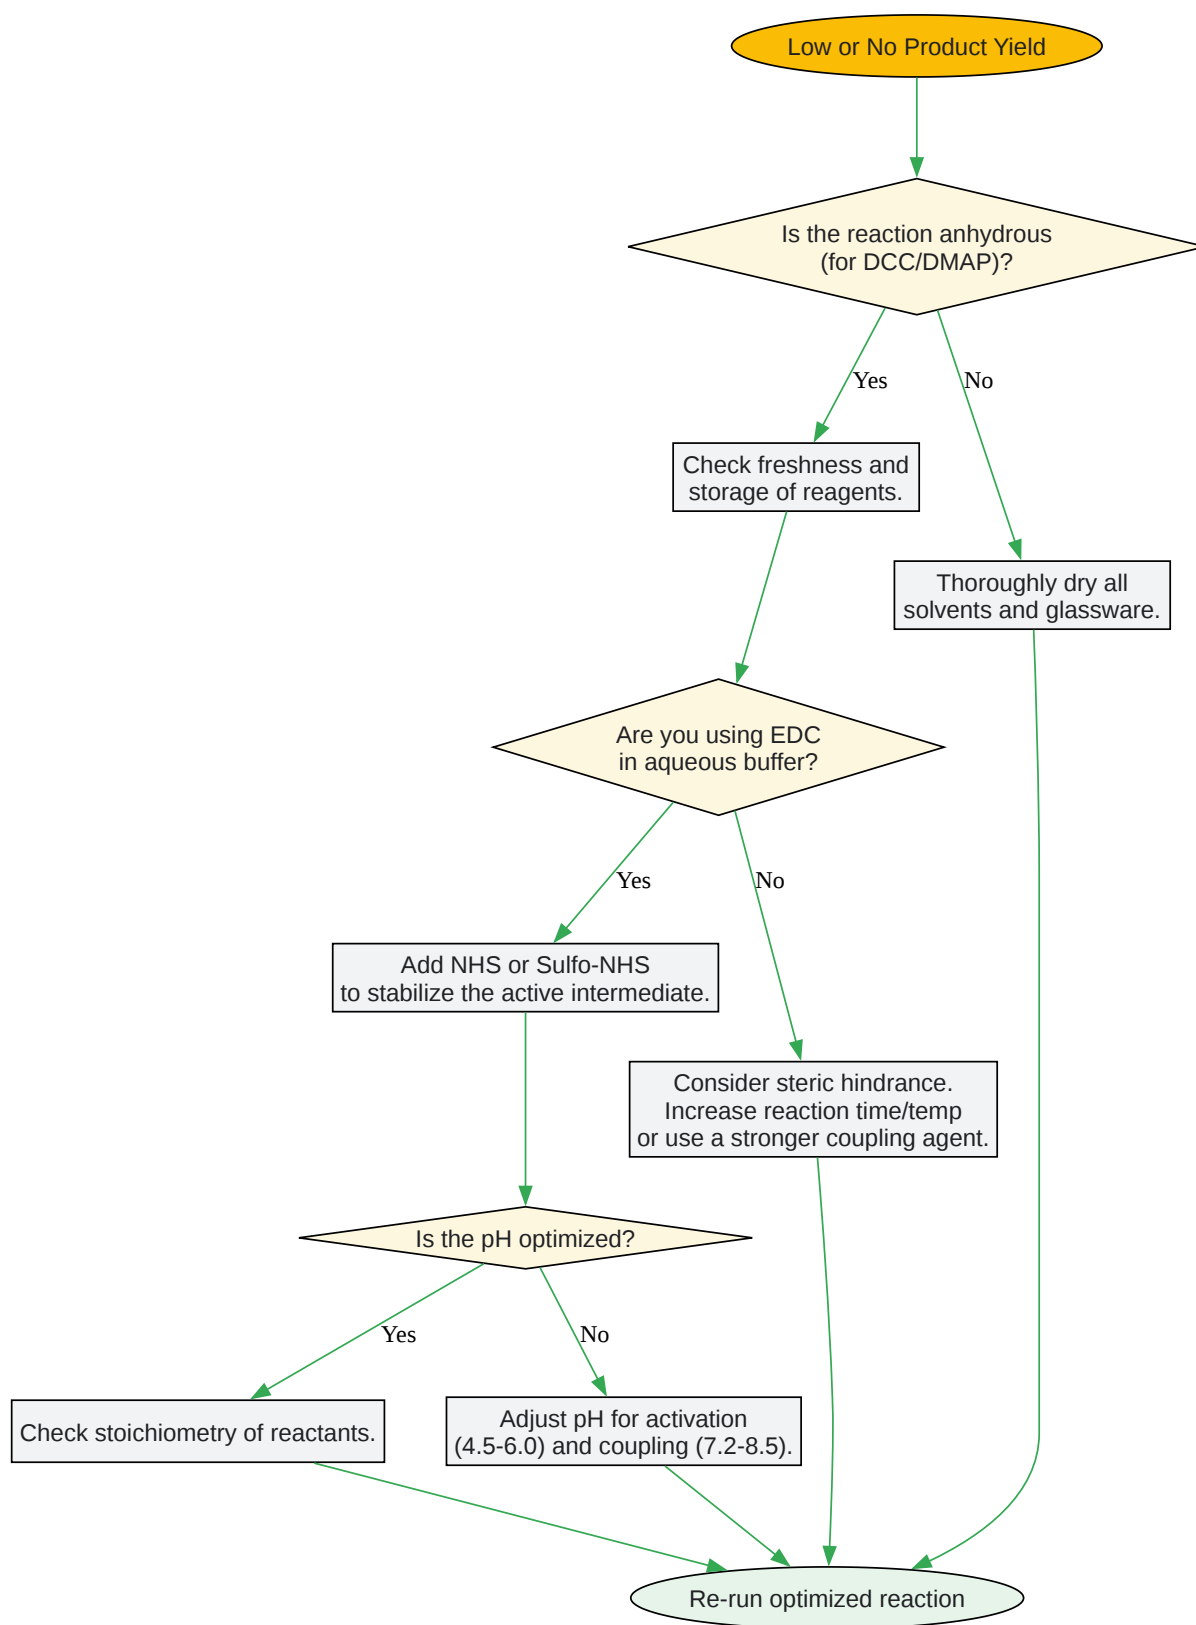 Low or No Product Yield
Is the reaction anhydrous
(for DCC/DMAP)?
Yes
No
Check freshness and
storage of reagents.
Thoroughly dry all
solvents and glassware.
Are you using EDC
in aqueous buffer?
Yes
No
Add NHS or Sulfo-NHS
to stabilize the active intermediate.
Consider steric hindrance.
Increase reaction time/temp
or use a stronger coupling agent.
Is the pH optimized?
Yes
No
Check stoichiometry of reactants.
Adjust pH for activation
(4.5-6.0) and coupling (7.2-8.5).
Re-run optimized reaction